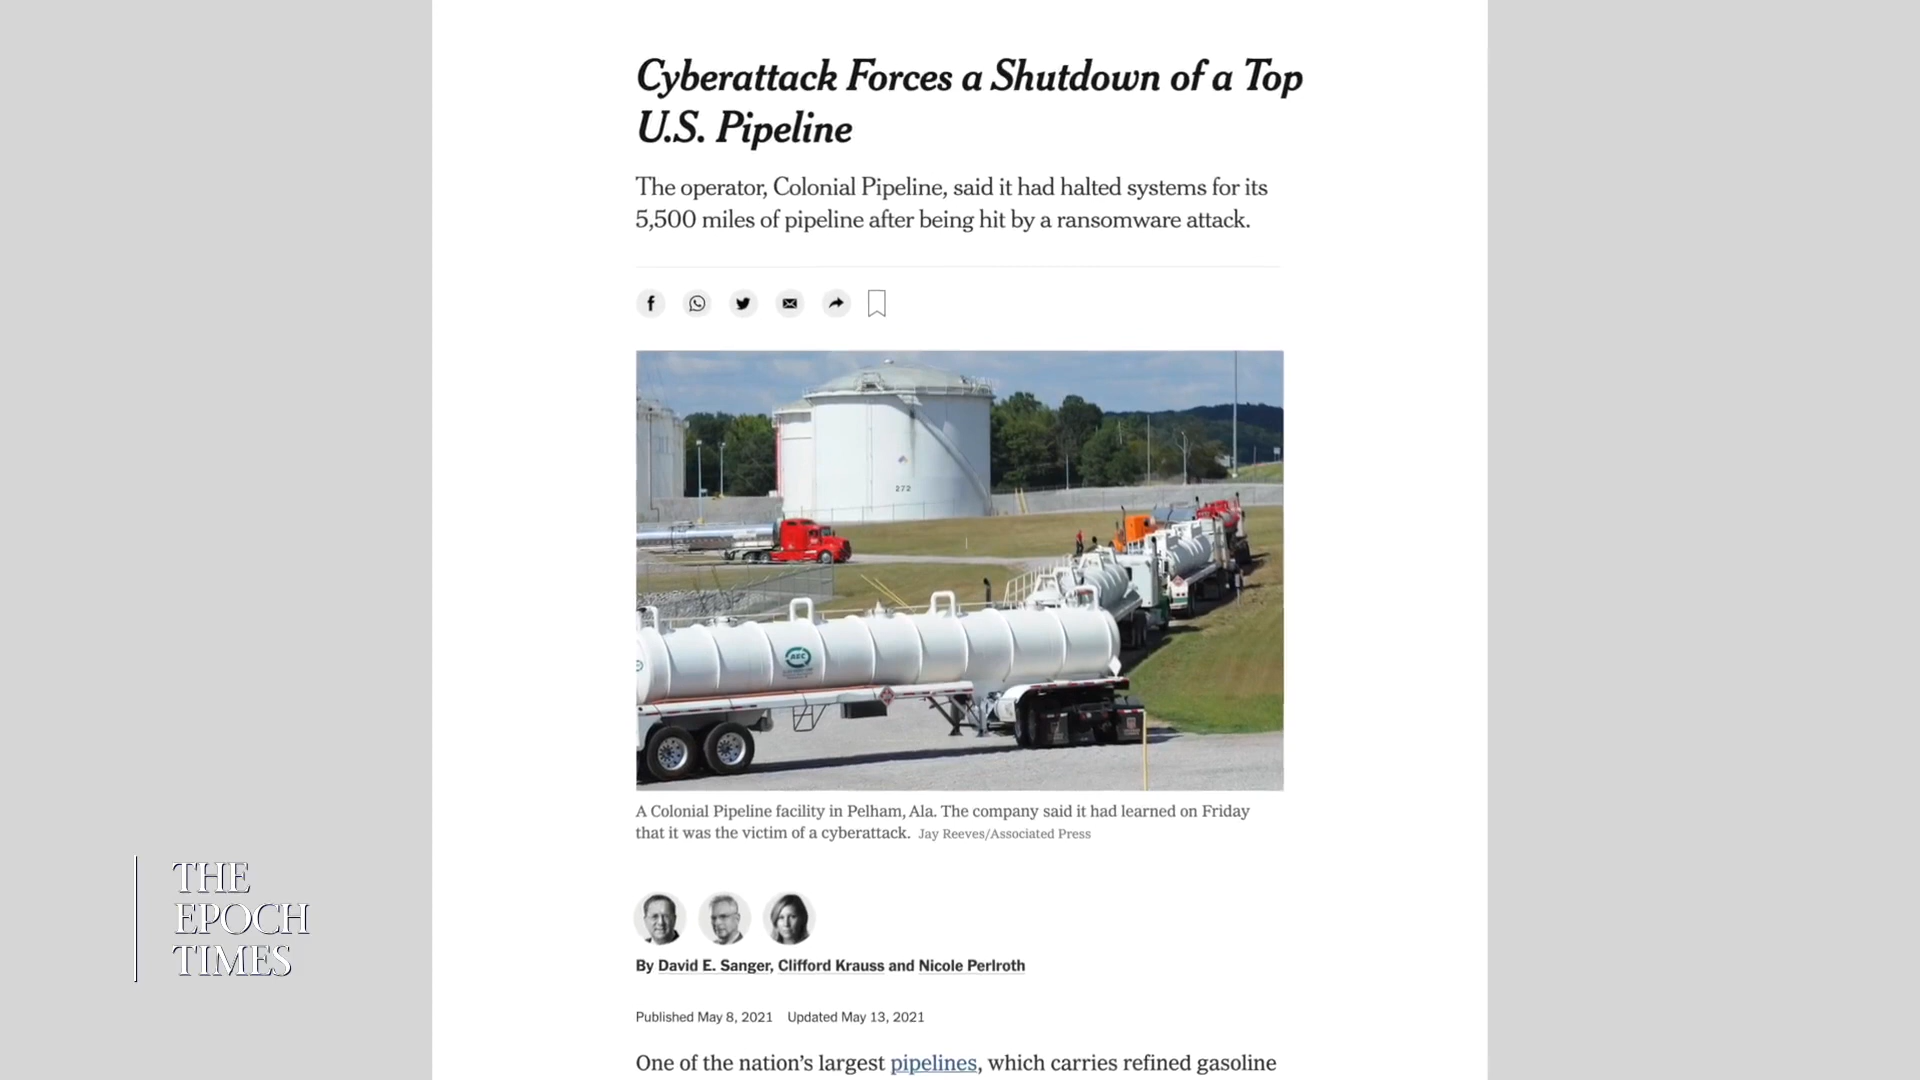 Cyberattack Forces a Shutdown of a Top
U.S. Pipeline
The operator, Colonial Pipeline, said it had halted systems for its
5,500 miles of pipeline after being hit by a ransomware attack.
272
AEC
A Colonial Pipeline facility in Pelham, Ala. The company said it had learned on Friday
that it was the victim of a cyberattack. Jay Reeves/Associated Press
By David E. Sanger, Clifford Krauss and Nicole Perlroth
Published May 8, 2021 Updated May 13, 2021
One of the nation's largest pipelines, which carries refined gasoline
THE
EPOCH
TIMES